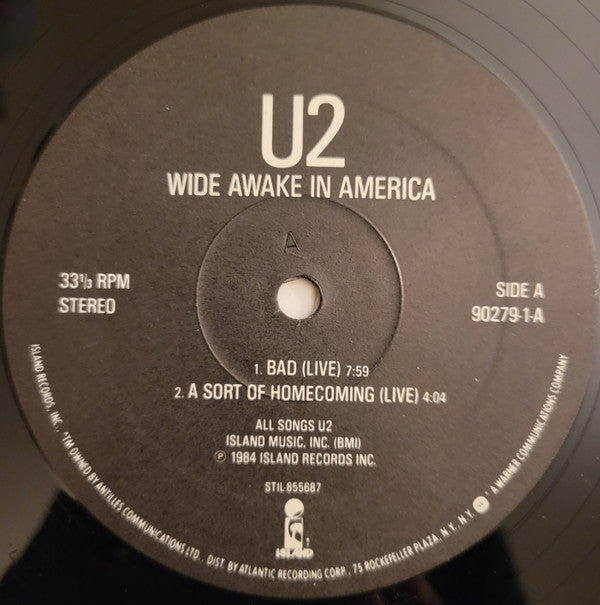 U2
WIDE AWAKE IN AMERICA
A
33⅓ RPM
STEREO
SIDE A
90279-1-A
1. BAD (LIVE) 7:59
2. A SORT OF HOMECOMING (LIVE) 4:04
ALL SONGS U2
ISLAND MUSIC, INC. (BMI)
℗ 1984 ISLAND RECORDS INC.
STIL-855687
ISLAND
ISLAND RECORDS, INC., *TM OWNED BY ANTILLES COMMUNICATIONS LTD. DIST BY ATLANTIC RECORDING CORP., 75 ROCKEFELLER PLAZA, N.Y., N.Y. A WARNER COMMUNICATIONS COMPANY